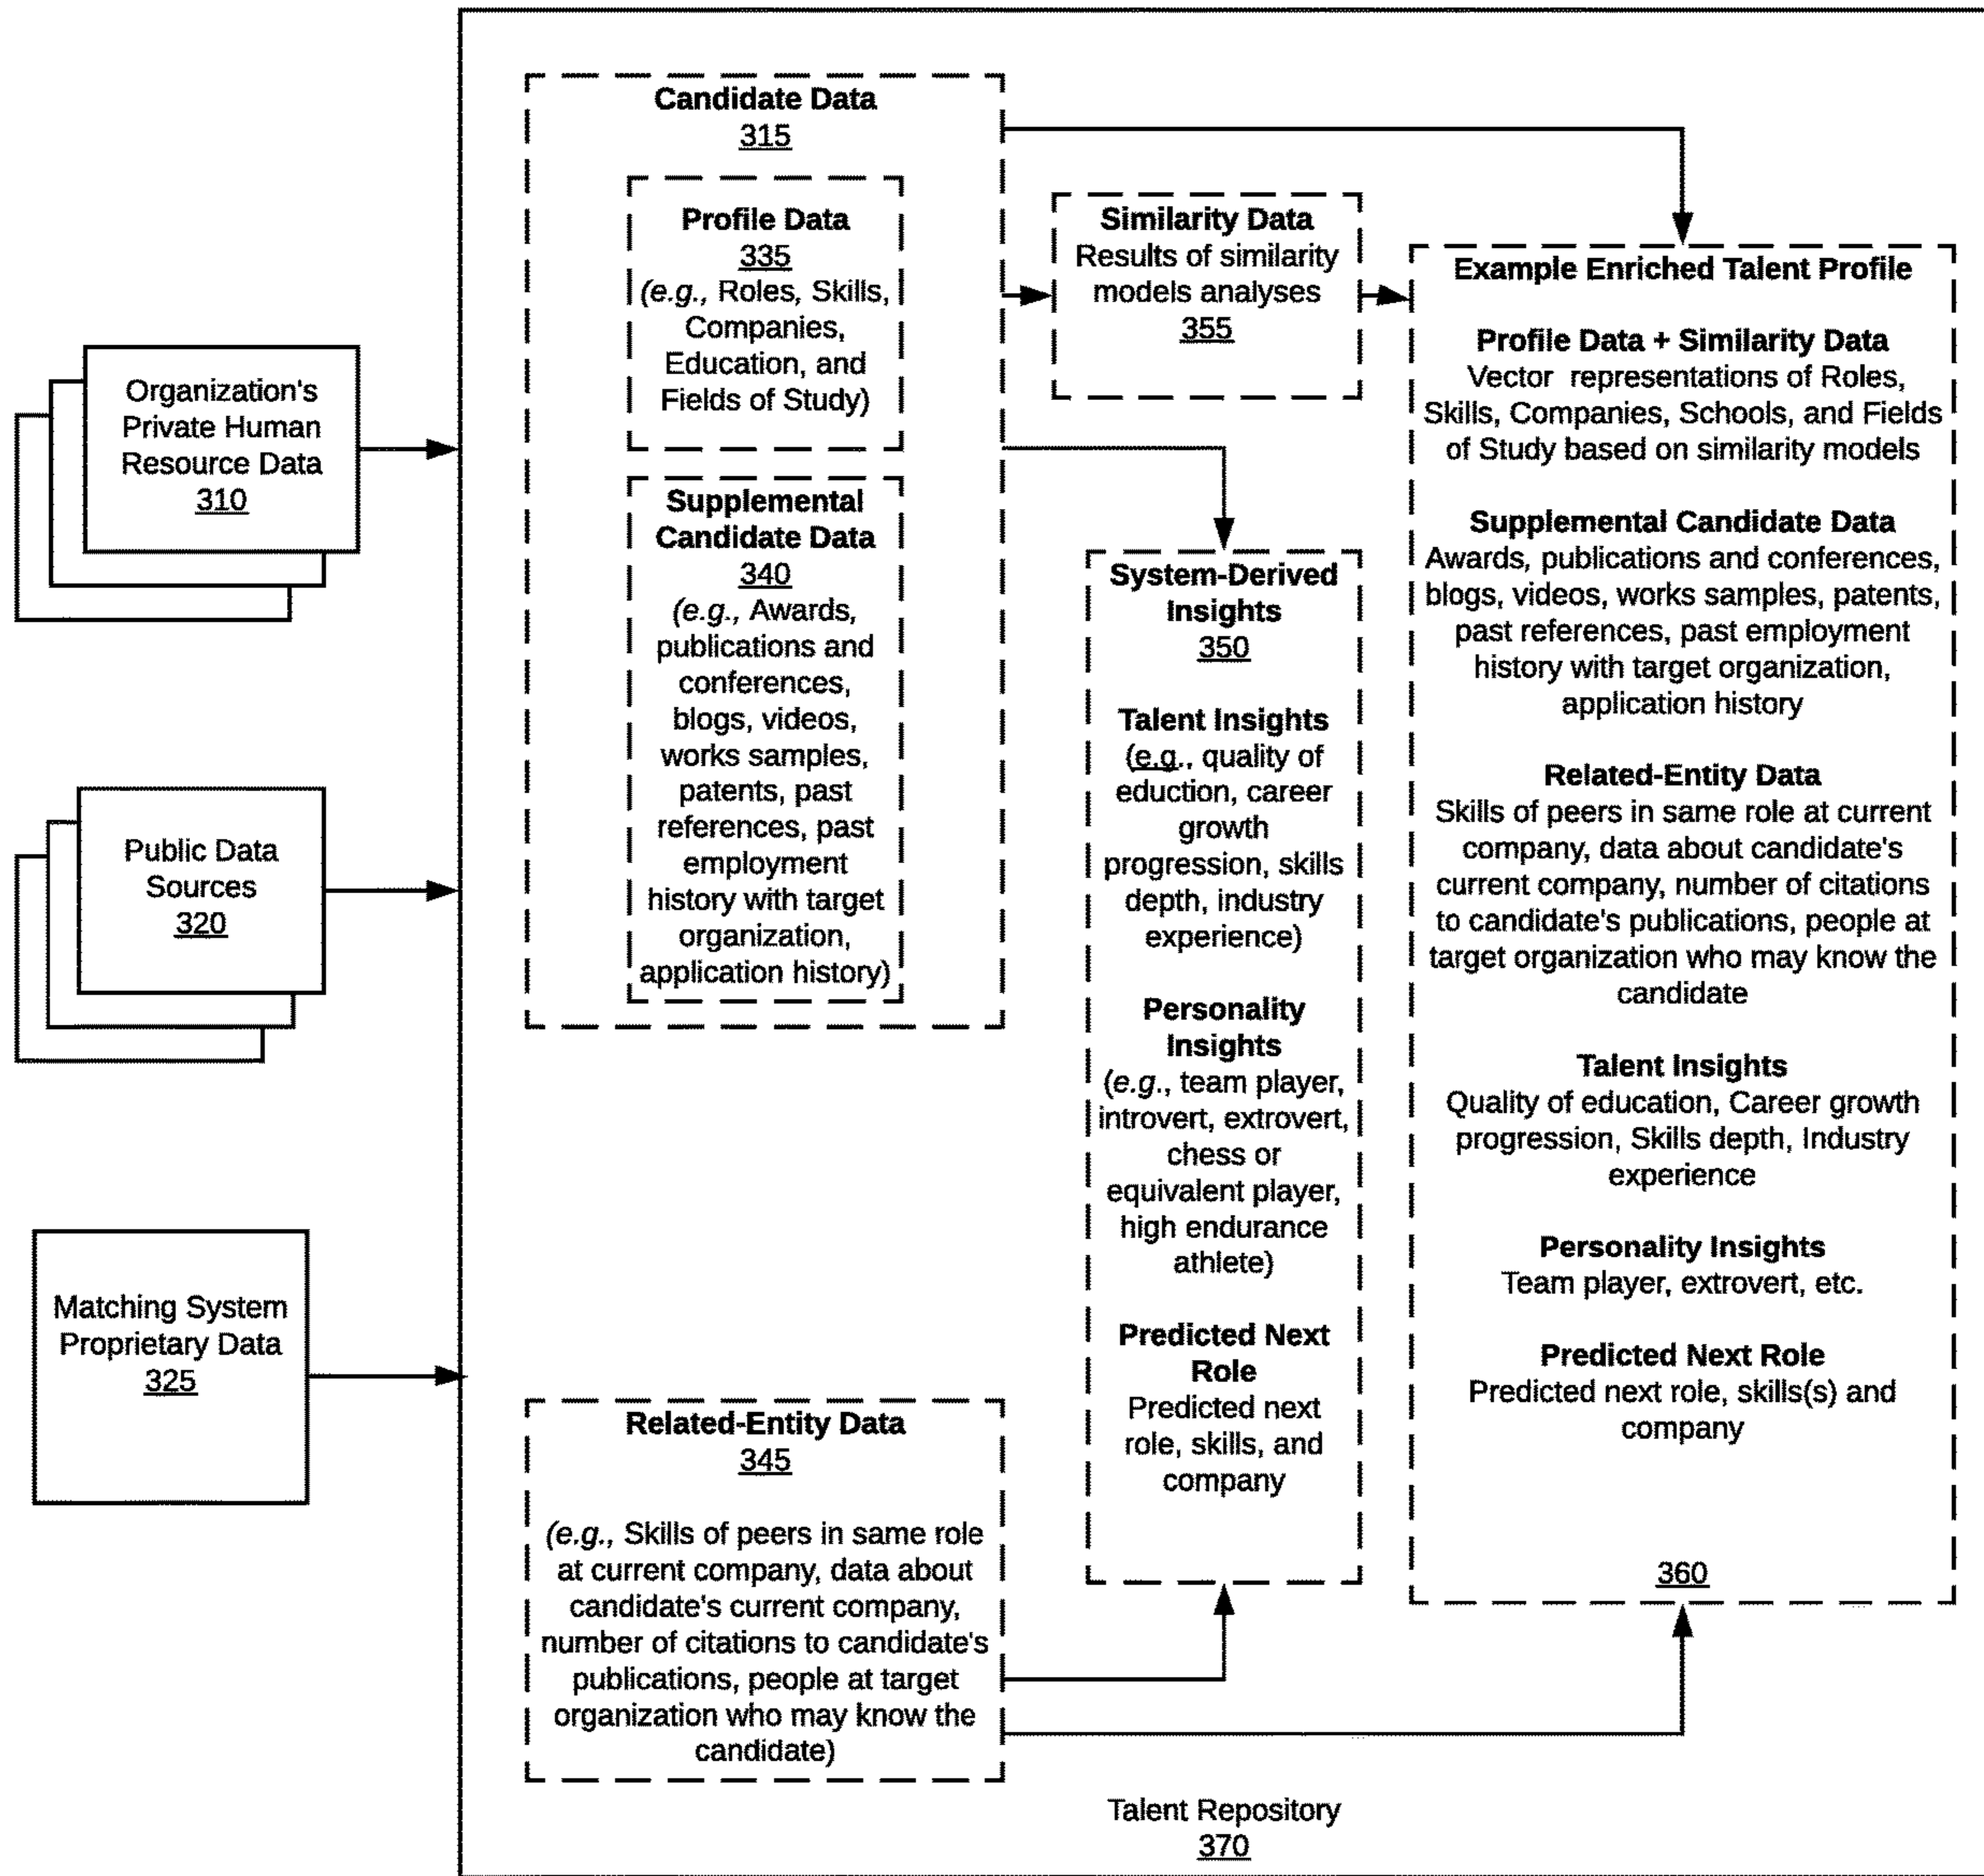 Organization's
Private Human
Resource Data
310
Public Data
Sources
320
Matching System
Proprietary Data
325
Candidate Data
315
Profile Data
335
(e.g., Roles, Skills,
Companies,
Education, and
Fields of Study)
Supplemental
Candidate Data
340
(e.g., Awards,
publications and
conferences,
blogs, videos,
works samples,
patents, past
references, past
employment
history with target
organization,
application history)
Related-Entity Data
345
(e.g., Skills of peers in same role
at current company, data about
candidate's current company,
number of citations to candidate's
publications, people at target
organization who may know the
candidate)
Similarity Data
Results of similarity
models analyses
355
System-Derived
Insights
350
Talent Insights
(e.g., quality of
eduction, career
growth
progression, skills
depth, industry
experience)
Personality
Insights
(e.g., team player,
introvert, extrovert,
chess or
equivalent player,
high endurance
athlete)
Predicted Next
Role
Predicted next
role, skills, and
company
Example Enriched Talent Profile
Profile Data + Similarity Data
Vector representations of Roles,
Skills, Companies, Schools, and Fields
of Study based on similarity models
Supplemental Candidate Data
Awards, publications and conferences,
blogs, videos, works samples, patents,
past references, past employment
history with target organization,
application history
Related-Entity Data
Skills of peers in same role at current
company, data about candidate's
current company, number of citations
to candidate's publications, people at
target organization who may know the
candidate
Talent Insights
Quality of education, Career growth
progression, Skills depth, Industry
experience
Personality Insights
Team player, extrovert, etc.
Predicted Next Role
Predicted next role, skills(s) and
company
360
Talent Repository
370